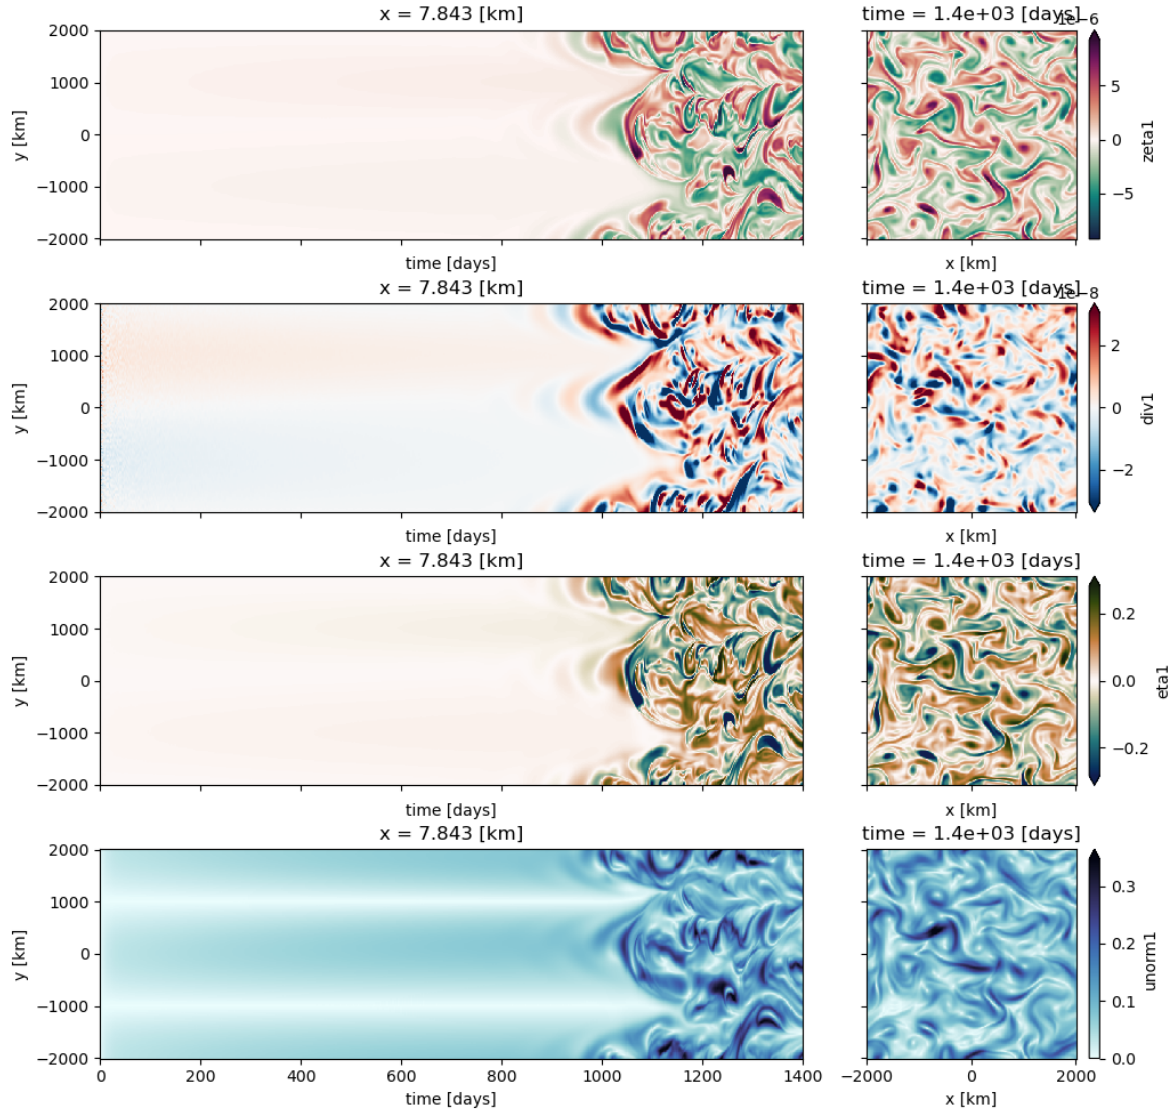 x = 7.843 [km]
time = 1.4e+03 [days]
1e−6
2000
1000
0
−1000
−2000
y [km]
5
0
−5
zeta1
time [days]
x [km]
x = 7.843 [km]
time = 1.4e+03 [days]
1e−8
2000
1000
0
−1000
−2000
y [km]
2
0
−2
div1
time [days]
x [km]
x = 7.843 [km]
time = 1.4e+03 [days]
2000
1000
0
−1000
−2000
y [km]
0.2
0.0
−0.2
eta1
time [days]
x [km]
x = 7.843 [km]
time = 1.4e+03 [days]
2000
1000
0
−1000
−2000
y [km]
0.3
0.2
0.1
0.0
unorm1
0 200 400 600 800 1000 1200 1400
−2000 0 2000
time [days]
x [km]